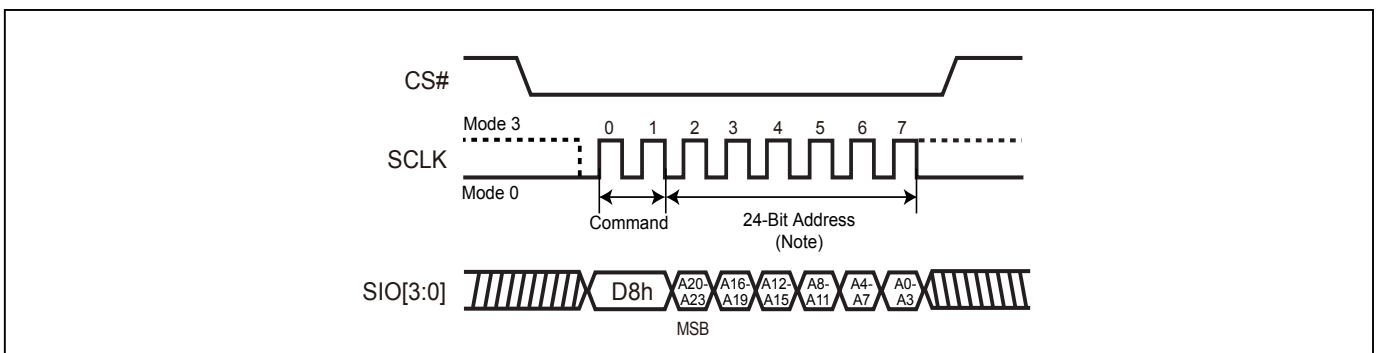 CS#
Mode 3
0 1 2 3 4 5 6 7
SCLK
Mode 0
Command
24-Bit Address
(Note)
SIO[3:0]
D8h
A20-
A23
A16-
A19
A12-
A15
A8-
A11
A4-
A7
A0-
A3
MSB